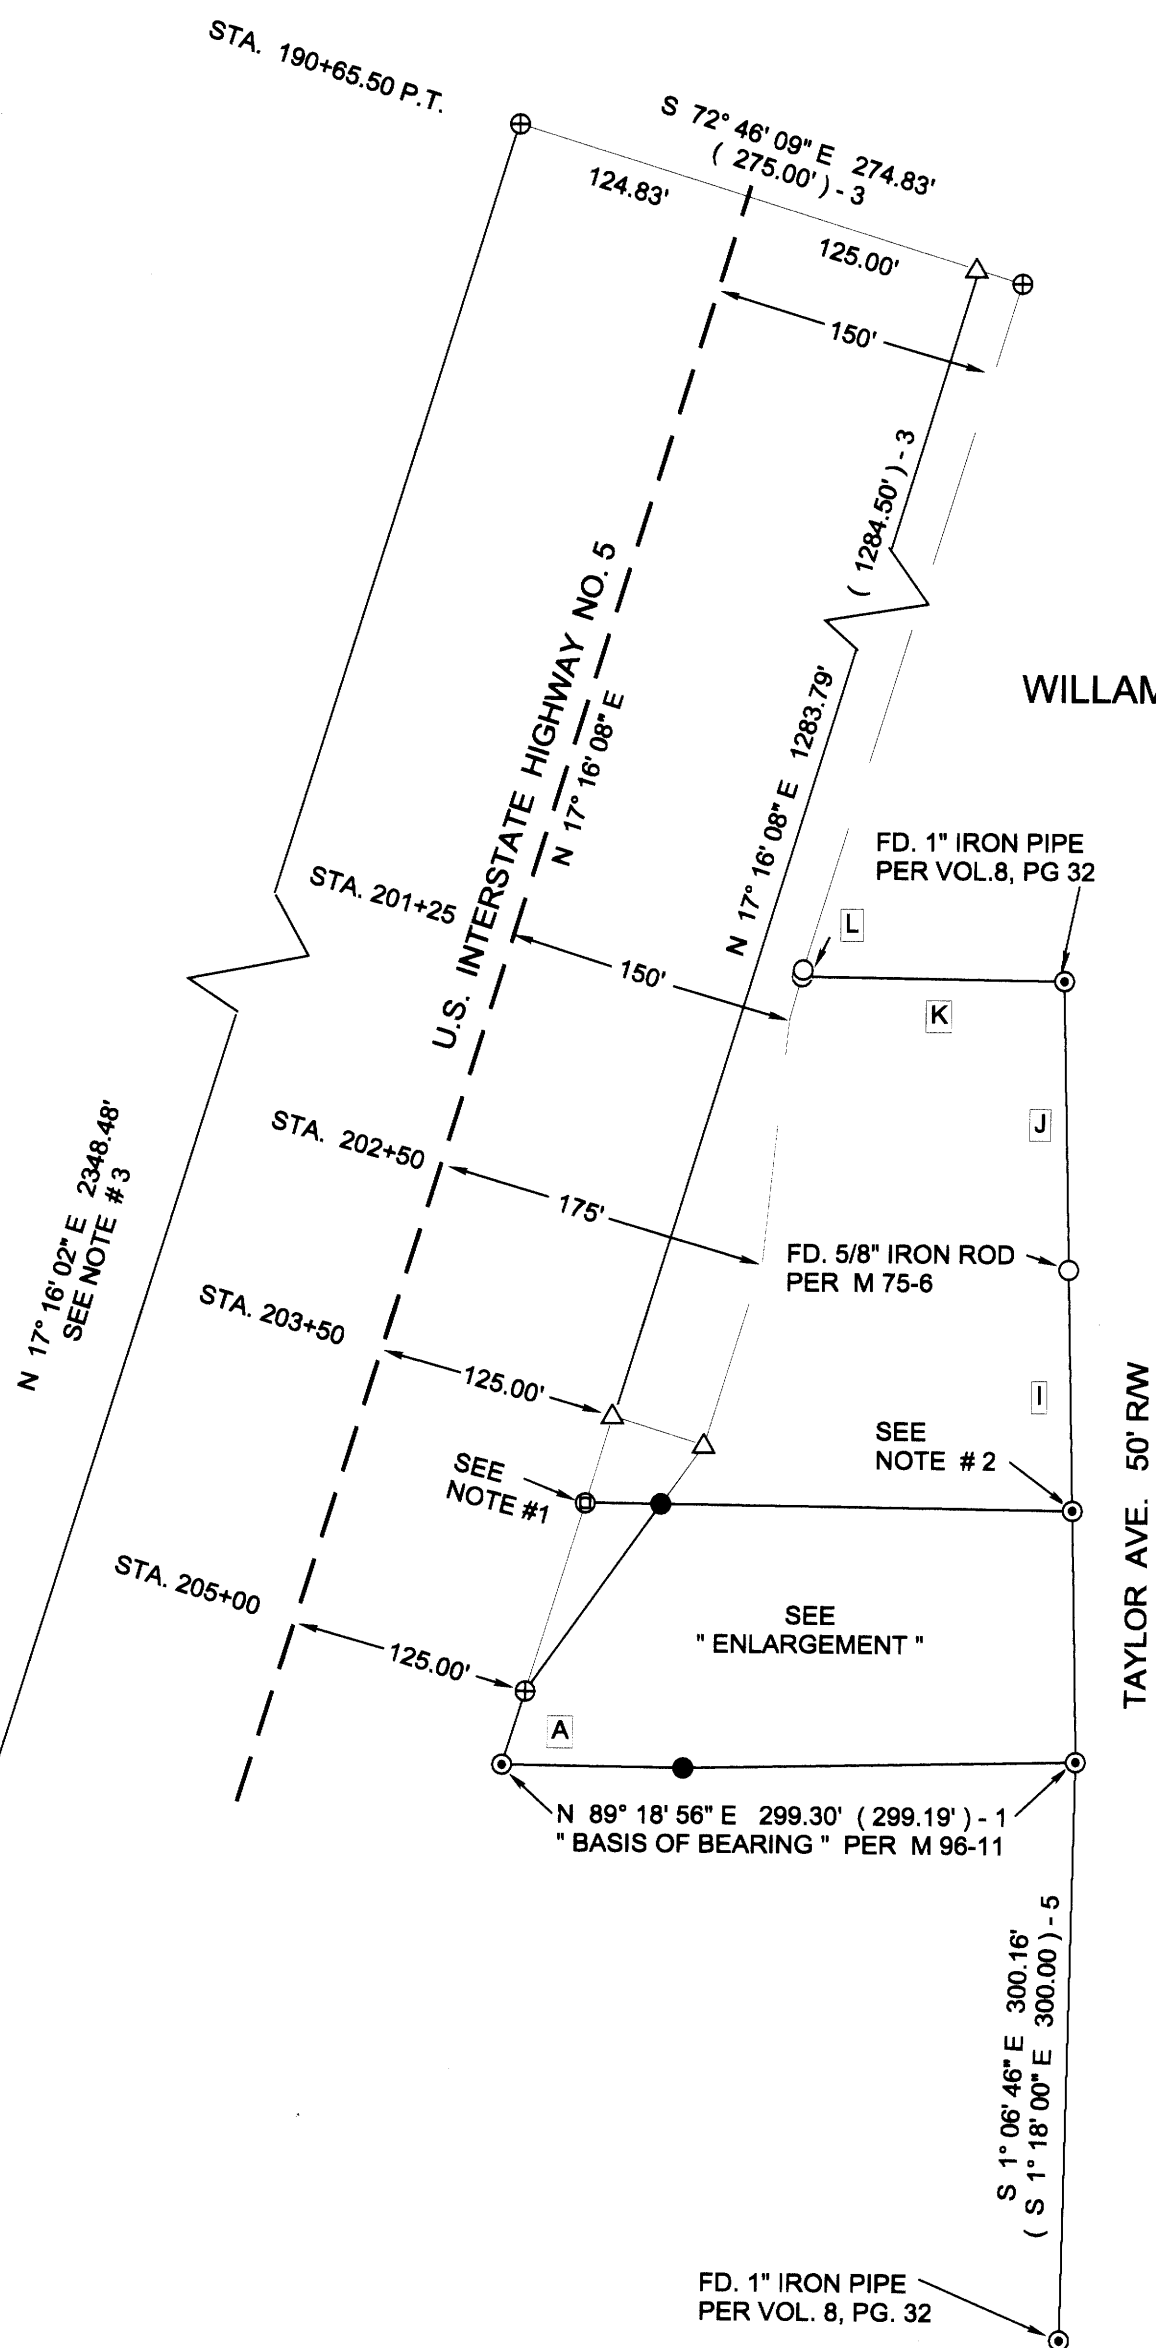 STA. 190+65.50 P.T.
S 72° 46' 09" E 274.83'
( 275.00' ) - 3
124.83'
125.00'
150'
( 1284.50' ) - 3
U.S. INTERSTATE HIGHWAY NO. 5
N 17° 16' 08" E
N 17° 16' 08" E 1283.79'
WILLAM
FD. 1" IRON PIPE
PER VOL.8, PG 32
STA. 201+25
L
150'
K
J
N 17° 16' 02" E 2348.48'
SEE NOTE # 3
STA. 202+50
175'
FD. 5/8" IRON ROD
PER M 75-6
STA. 203+50
125.00'
I
TAYLOR AVE. 50' R/W
SEE
NOTE # 2
SEE
NOTE #1
STA. 205+00
125.00'
SEE
" ENLARGEMENT "
A
N 89° 18' 56" E 299.30' ( 299.19' ) - 1
" BASIS OF BEARING " PER M 96-11
S 1° 06' 46" E 300.16'
( S 1° 18' 00" E 300.00 ) - 5
FD. 1" IRON PIPE
PER VOL. 8, PG. 32